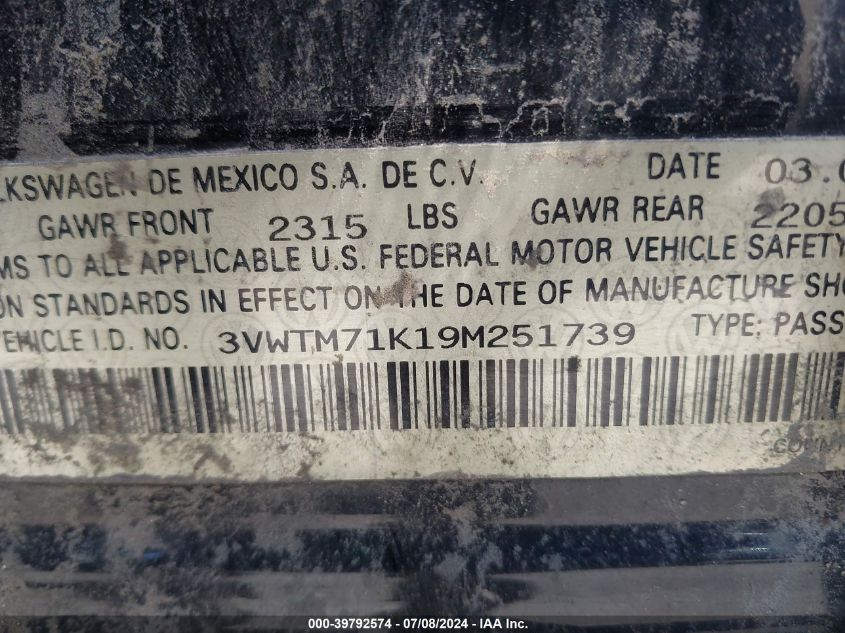 LKSWAGEN DE MEXICO S.A. DE C.V. DATE 03.0
GAWR FRONT 2315 LBS GAWR REAR 2205
MS TO ALL APPLICABLE U.S. FEDERAL MOTOR VEHICLE SAFETY
ON STANDARDS IN EFFECT ON THE DATE OF MANUFACTURE SHO
VEHICLE I.D. NO. 3VWTM71K19M251739 TYPE: PASS
000-39792574 / 07/08/2024 - IAA Inc.